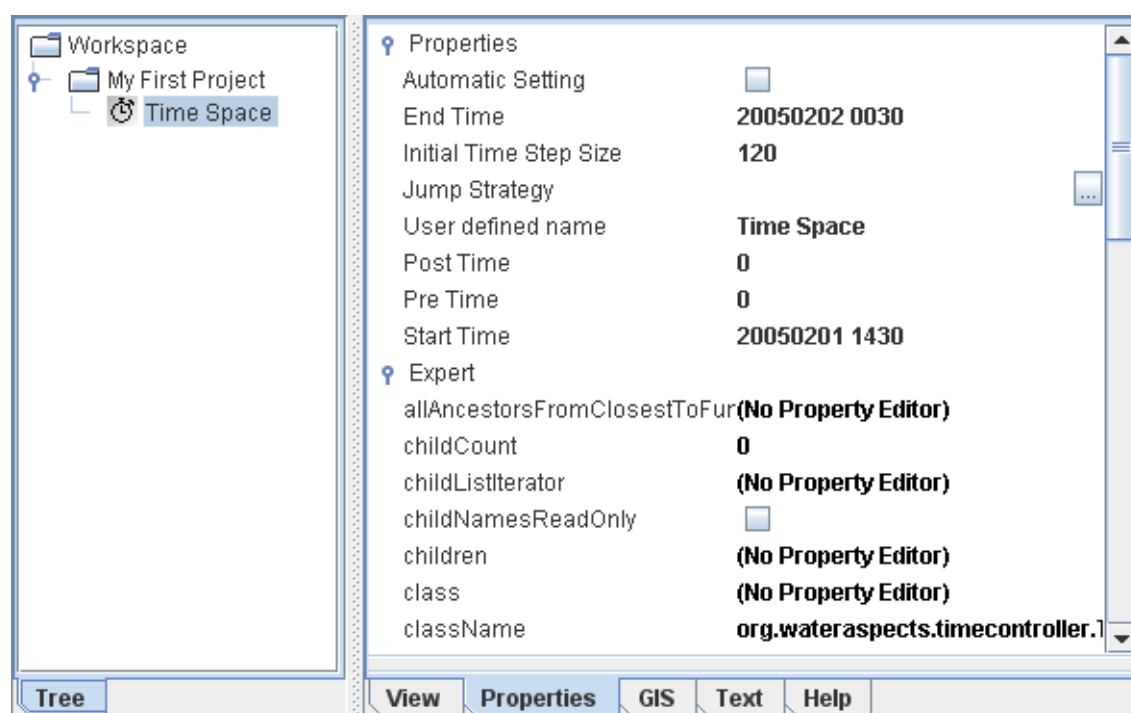 Workspace
My First Project
Time Space
Tree
Properties
Automatic Setting
End Time 20050202 0030
Initial Time Step Size 120
Jump Strategy ...
User defined name Time Space
Post Time 0
Pre Time 0
Start Time 20050201 1430
Expert
allAncestorsFromClosestToFur (No Property Editor)
childCount 0
childListIterator (No Property Editor)
childNamesReadOnly
children (No Property Editor)
class (No Property Editor)
className org.wateraspects.timecontroller.T
View Properties GIS Text Help